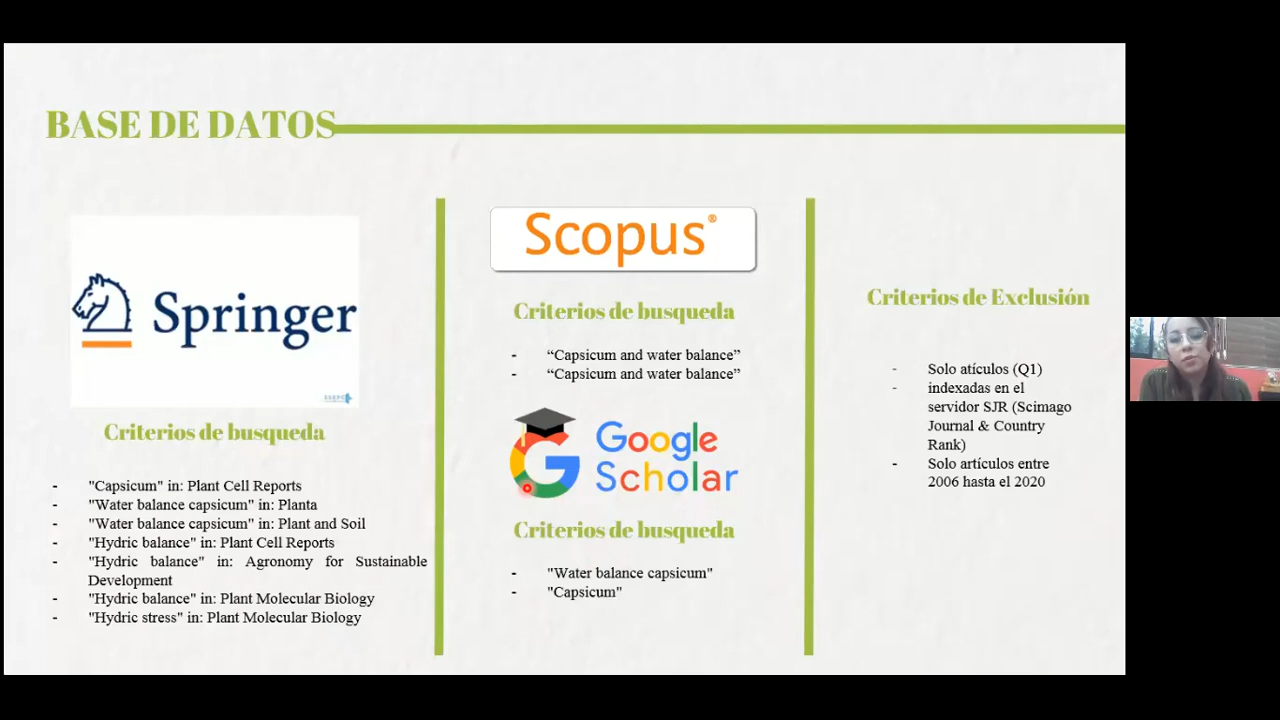 BASE DE DATOS
Springer
Criterios de busqueda
- "Capsicum" in: Plant Cell Reports
- "Water balance capsicum" in: Planta
- "Water balance capsicum" in: Plant and Soil
- "Hydric balance" in: Plant Cell Reports
- "Hydric balance" in: Agronomy for Sustainable
Development
- "Hydric balance" in: Plant Molecular Biology
- "Hydric stress" in: Plant Molecular Biology
Scopus®
Criterios de busqueda
- “Capsicum and water balance”
- “Capsicum and water balance”
Google
Scholar
Criterios de busqueda
- "Water balance capsicum"
- "Capsicum"
Criterios de Exclusión
- Solo atículos (Q1)
- indexadas en el
servidor SJR (Scimago
Journal & Country
Rank)
- Solo artículos entre
2006 hasta el 2020